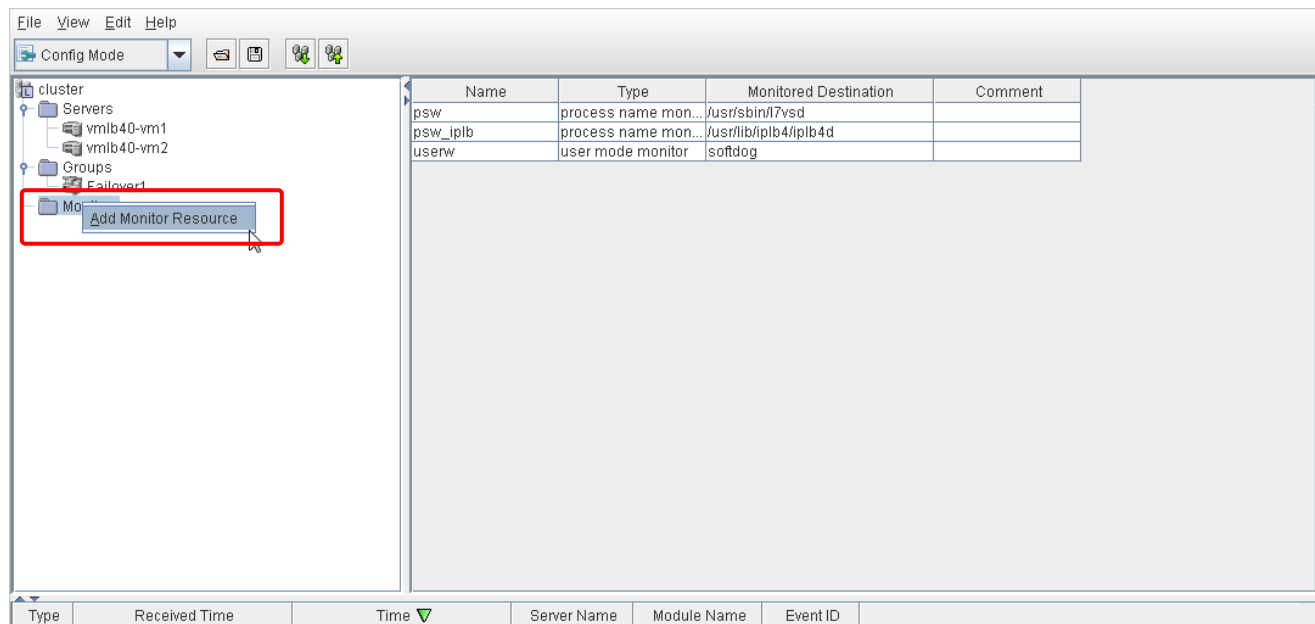 File View Edit Help
Config Mode
cluster
Servers
vmlb40-vm1
vmlb40-vm2
Groups
Failover1
Add Monitor Resource
Name Type Monitored Destination Comment
psw process name mon... /usr/sbin/l7vsd
psw_iplb process name mon... /usr/lib/iplb4/iplb4d
userw user mode monitor softdog
Type Received Time Time Server Name Module Name Event ID